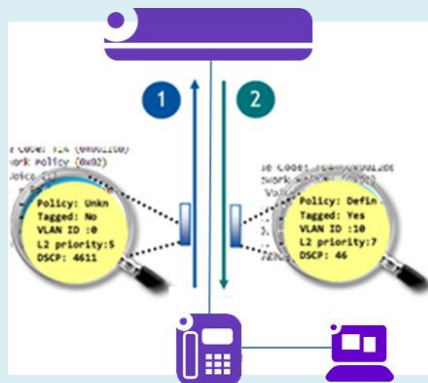 1
2
Policy: Unkn
Tagged: No
VLAN ID :0
L2 priority:5
DSCP: 4611
Policy: Defin
Tagged: Yes
VLAN ID :10
L2 priority:7
DSCP: 46